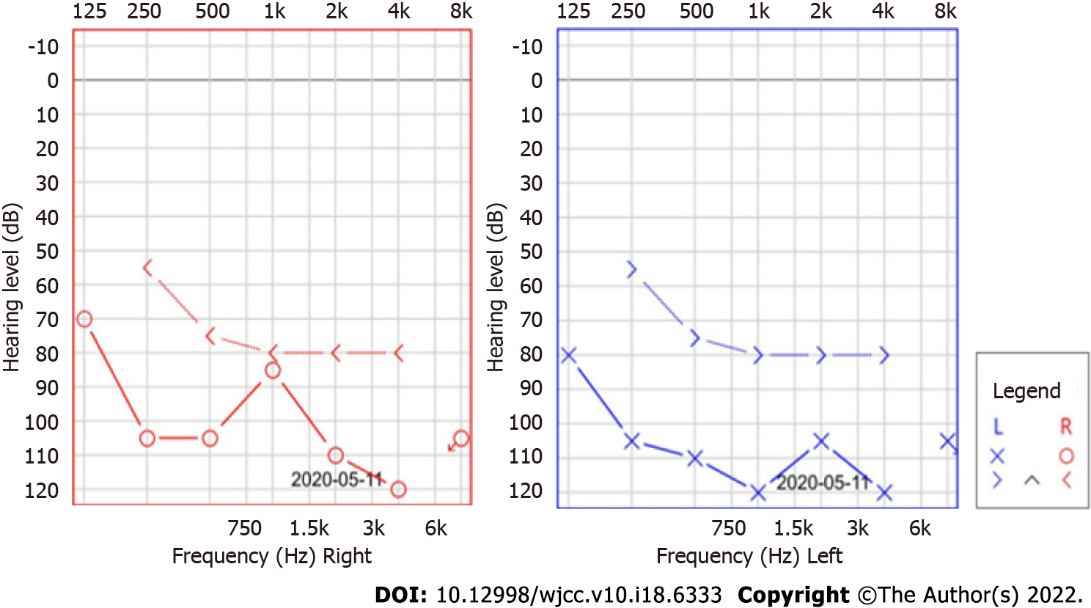 125 250 500 1k 2k 4k 8k
-10
0
10
20
30
40
50
60
70
80
90
100
110
120
Hearing level (dB)
2020-05-11
750 1.5k 3k 6k
Frequency (Hz) Right
125 250 500 1k 2k 4k 8k
-10
0
10
20
30
40
50
60
70
80
90
100
110
120
Hearing level (dB)
2020-05-11
750 1.5k 3k 6k
Frequency (Hz) Left
Legend
L R
DOI: 10.12998/wjcc.v10.i18.6333 Copyright ©The Author(s) 2022.